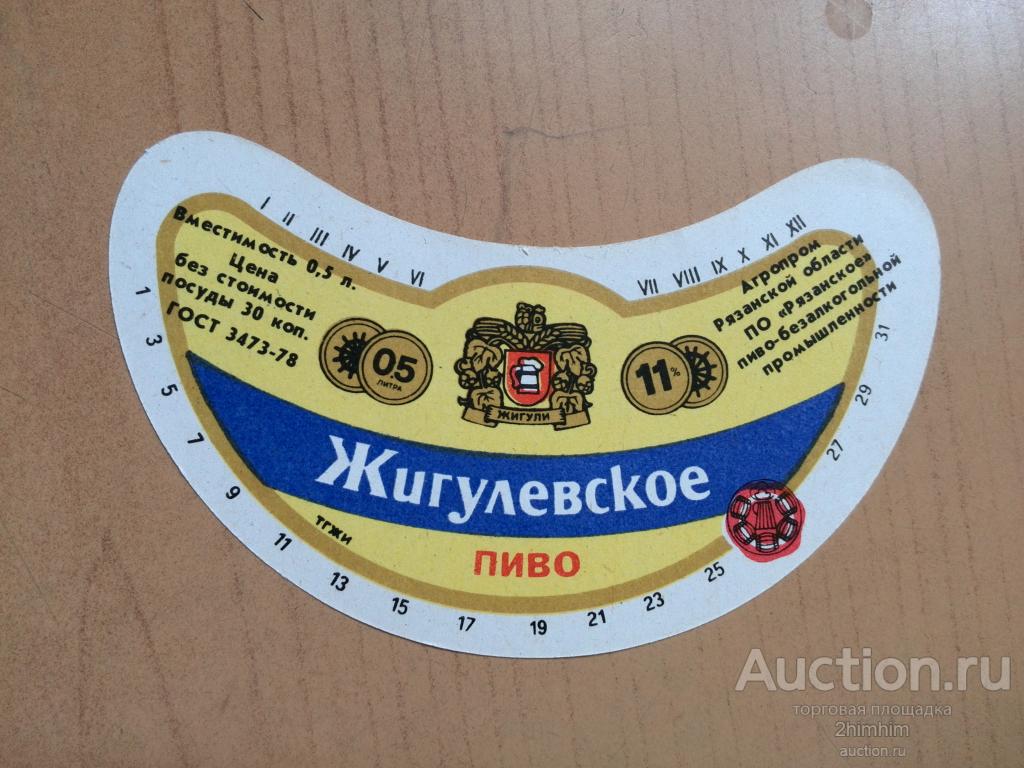 I II III IV V VI
VII VIII IX X XI XII
Вместимость 0,5 л.
Цена
без стоимости
посуды 30 коп.
ГОСТ 3473-78
0,5
ЛИТРА
ЖИГУЛИ
11%
Агропром
Рязанской области
ПО «Рязанское»
пиво-безалкогольной
промышленности
Жигулевское
ПИВО
тгжи
1 3 5 7 9 11 13 15 17 19 21 23 25 27 29 31
Auction.ru
торговая площадка
2himhim
auction.ru